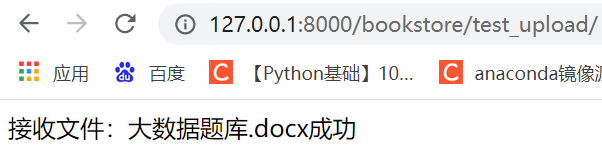 127.0.0.1:8000/bookstore/test_upload/
应用 百度 C 【Python基础】10... C anaconda镜像源
接收文件：大数据题库.docx成功